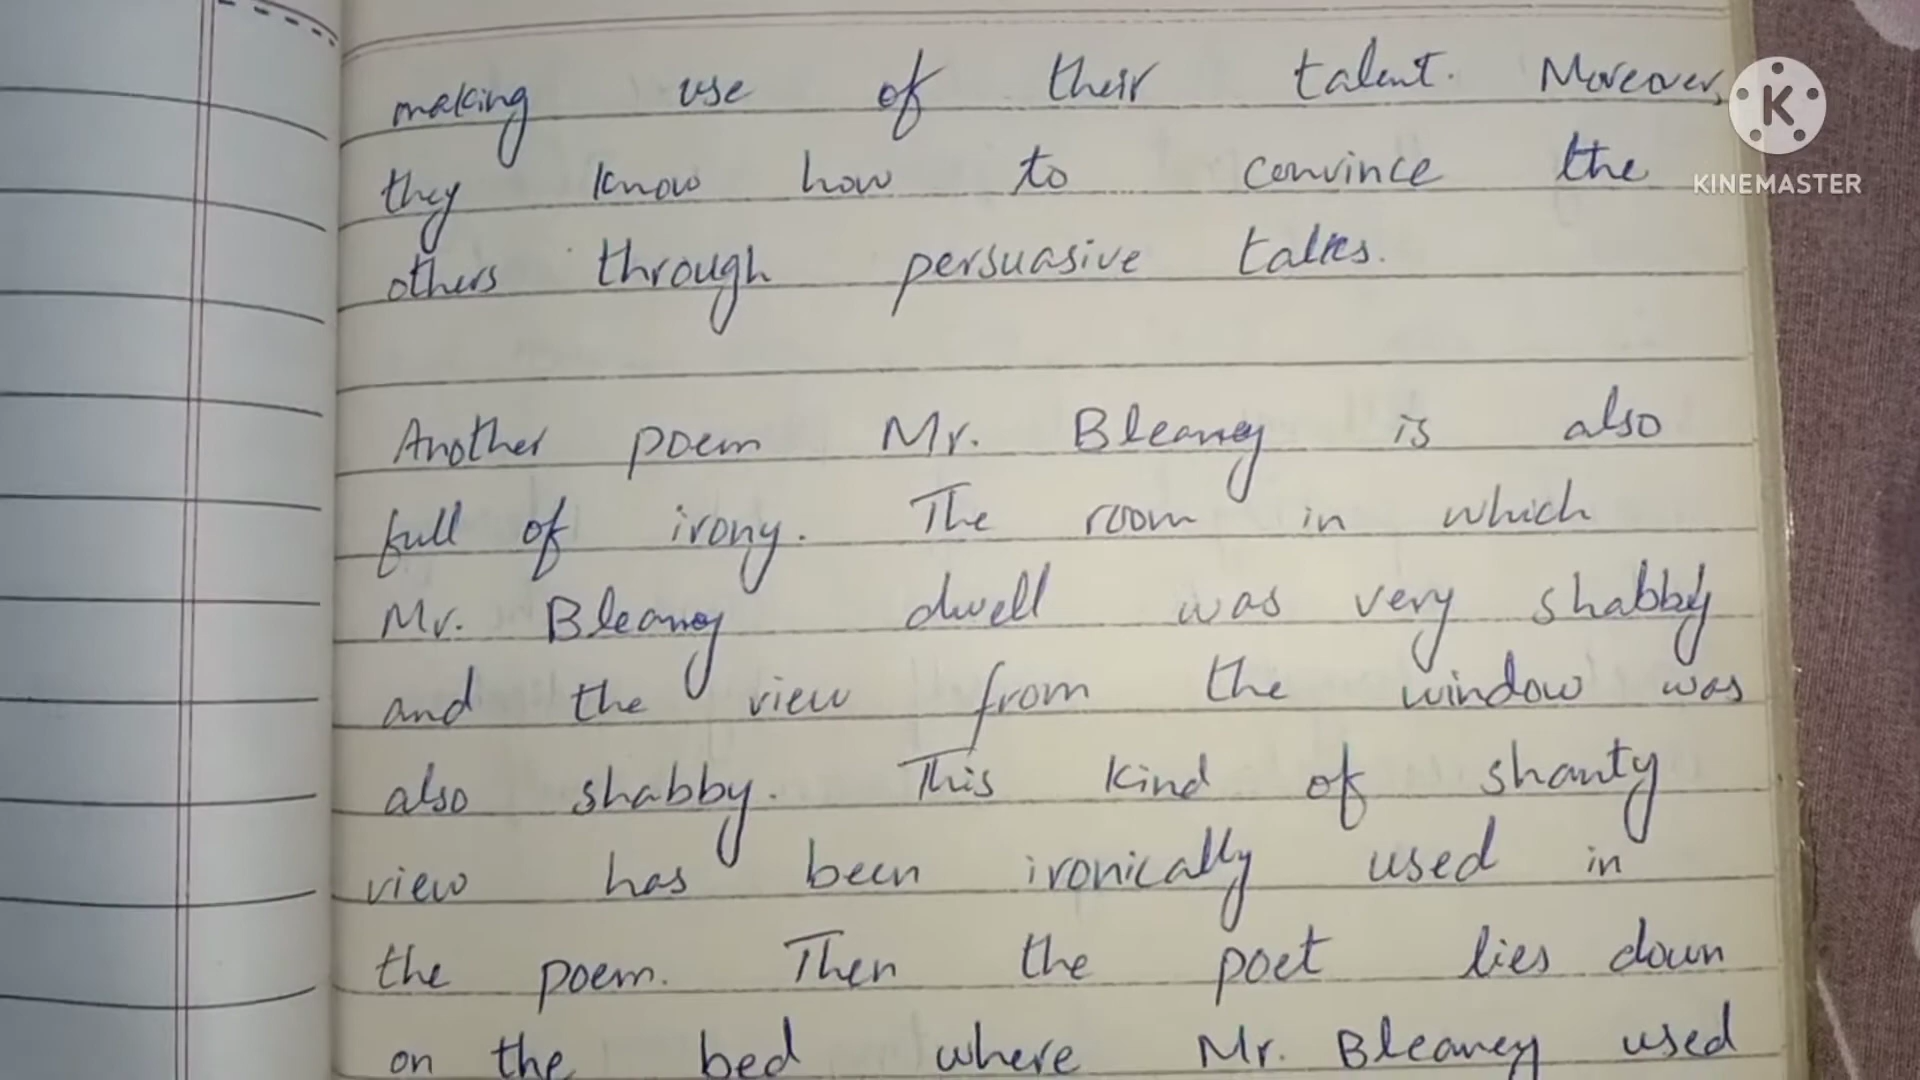 making use of their talent. Moreover,
they know how to convince the
others through persuasive talks.
Another poem Mr. Bleaney is also
full of irony. The room in which
Mr. Bleaney dwell was very shabby
and the view from the window was
also shabby. This kind of shanty
view has been ironically used in
the poem. Then the poet lies down
on the bed where Mr. Bleaney used
K
KINEMASTER